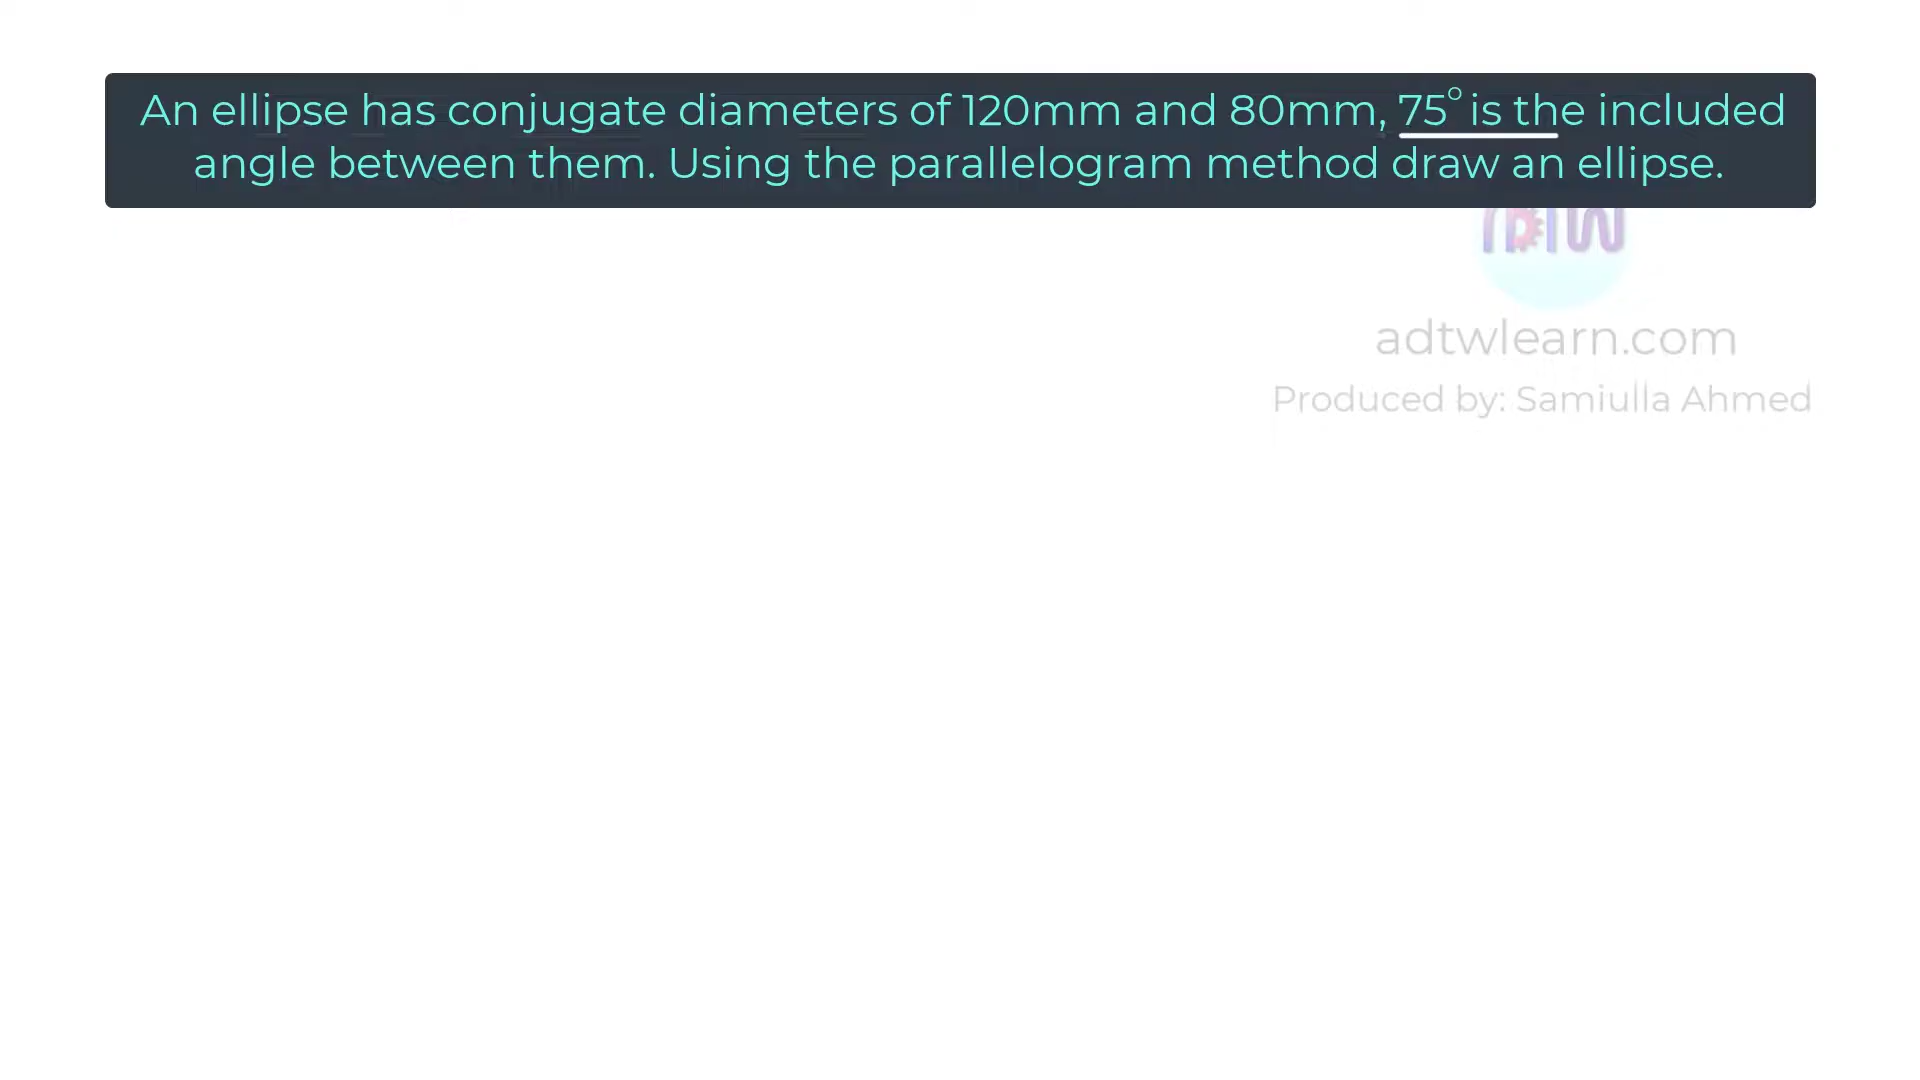 An ellipse has conjugate diameters of 120mm and 80mm, 75° is the included
angle between them. Using the parallelogram method draw an ellipse.
adtwlearn.com
Produced by: Samiulla Ahmed